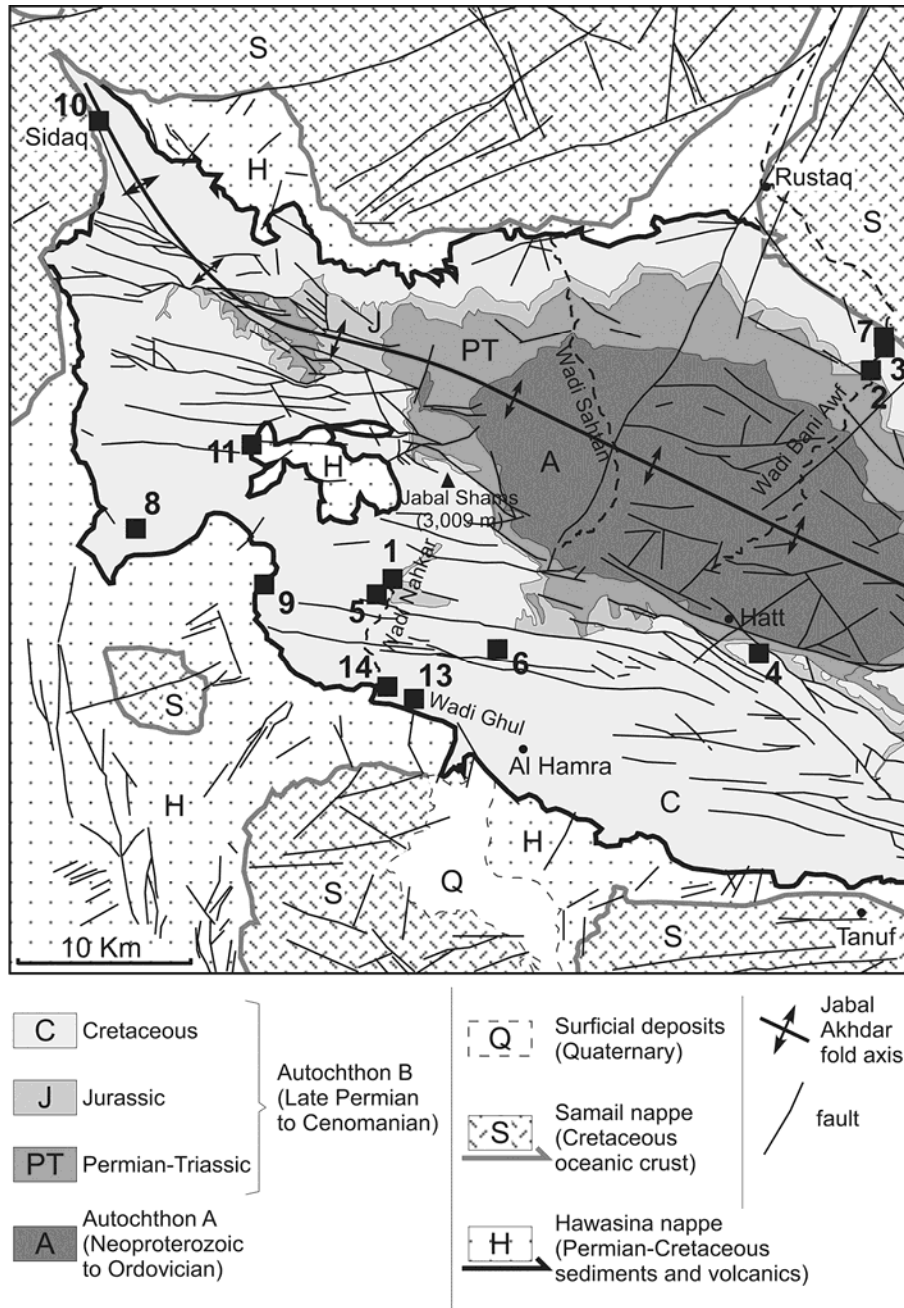 S
10
Sidaq
H
Rustaq
S
J
7
3
2
PT
Wadi Sahtan
Wadi Bani Awf
A
11
H
Jabal Shams
(3,009 m)
8
1
Wadi Nahkar
Hatt
9
5
6
4
14
13
Wadi Ghul
S
Al Hamra
C
H
H
S
Q
S
Tanuf
10 Km
C
Cretaceous
J
Jurassic
PT
Permian-Triassic
Autochthon B
(Late Permian
to Cenomanian)
A
Autochthon A
(Neoproterozoic
to Ordovician)
Q
Surficial deposits
(Quaternary)
S
Samail nappe
(Cretaceous
oceanic crust)
H
Hawasina nappe
(Permian-Cretaceous
sediments and volcanics)
Jabal
Akhdar
fold axis
fault